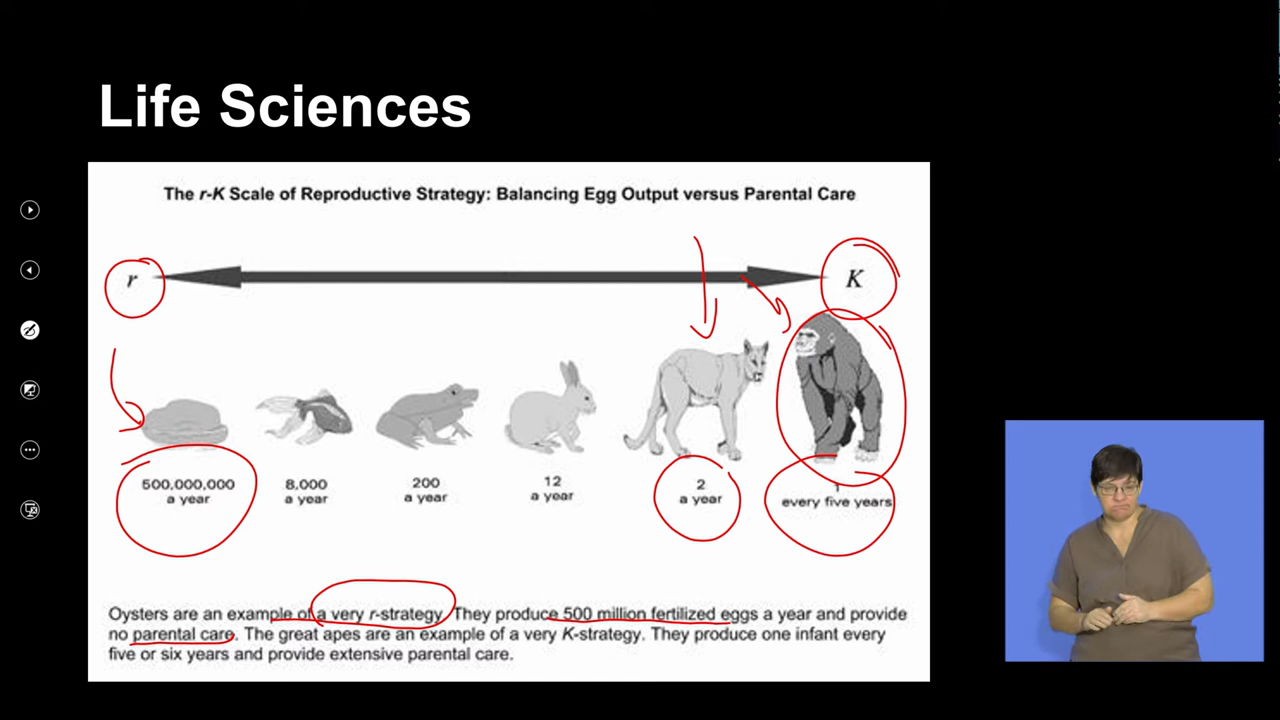 Life Sciences
The r-K Scale of Reproductive Strategy: Balancing Egg Output versus Parental Care
r
K
500,000,000
a year
8,000
a year
200
a year
12
a year
2
a year
1
every five years
Oysters are an example of a very r-strategy. They produce 500 million fertilized eggs a year and provide
no parental care. The great apes are an example of a very K-strategy. They produce one infant every
five or six years and provide extensive parental care.